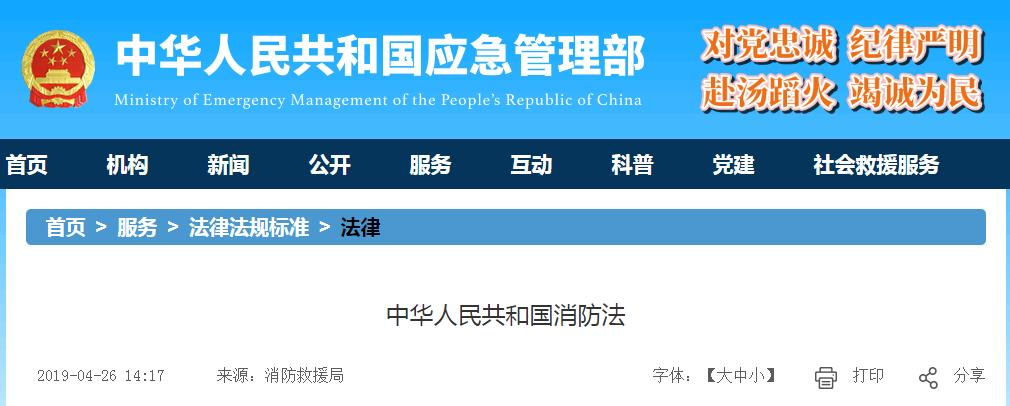 中华人民共和国应急管理部
Ministry of Emergency Management of the People's Republic of China
对党忠诚 纪律严明
赴汤蹈火 竭诚为民
首页 机构 新闻 公开 服务 互动 科普 党建 社会救援服务
首页 > 服务 > 法律法规标准 > 法律
中华人民共和国消防法
2019-04-26 14:17 来源：消防救援局 字体：【大中小】 打印 分享